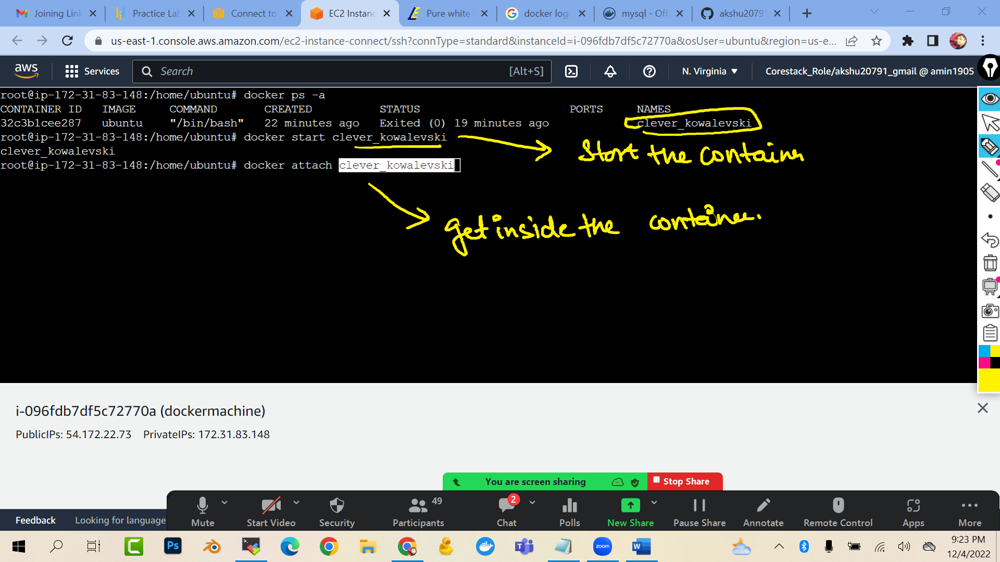 Joining Link
Practice Lab
Connect to
EC2 Instanc
Pure white
docker logo
mysql - Offi
akshu20791
us-east-1.console.aws.amazon.com/ec2-instance-connect/ssh?connType=standard&instanceId=i-096fdb7df5c72770a&osUser=ubuntu&region=us-e...
aws
Services
Search
[Alt+S]
N. Virginia
Corestack_Role/akshu20791_gmail @ amin1905
root@ip-172-31-83-148:/home/ubuntu# docker ps -a
CONTAINER ID IMAGE COMMAND CREATED STATUS PORTS NAMES
32c3b1cee287 ubuntu "/bin/bash" 22 minutes ago Exited (0) 19 minutes ago clever_kowalevski
root@ip-172-31-83-148:/home/ubuntu# docker start clever_kowalevski
clever_kowalevski
Start the container
root@ip-172-31-83-148:/home/ubuntu# docker attach clever_kowalevski
get inside the container.
i-096fdb7df5c72770a (dockermachine)
PublicIPs: 54.172.22.73 PrivateIPs: 172.31.83.148
You are screen sharing
Stop Share
49
2
Mute
Start Video
Security
Participants
Chat
Polls
New Share
Pause Share
Annotate
Remote Control
Apps
More
Feedback
Looking for language
Ps
zoom
W
9:23 PM
12/4/2022